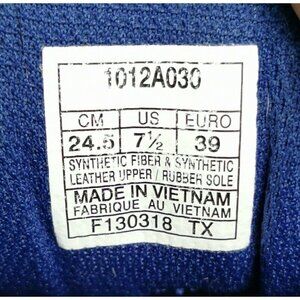 1012A030
CM US EURO
24.5 7½ 39
SYNTHETIC FIBER & SYNTHETIC
LEATHER UPPER / RUBBER SOLE
MADE IN VIETNAM
FABRIQUE AU VIETNAM
F130318 TX